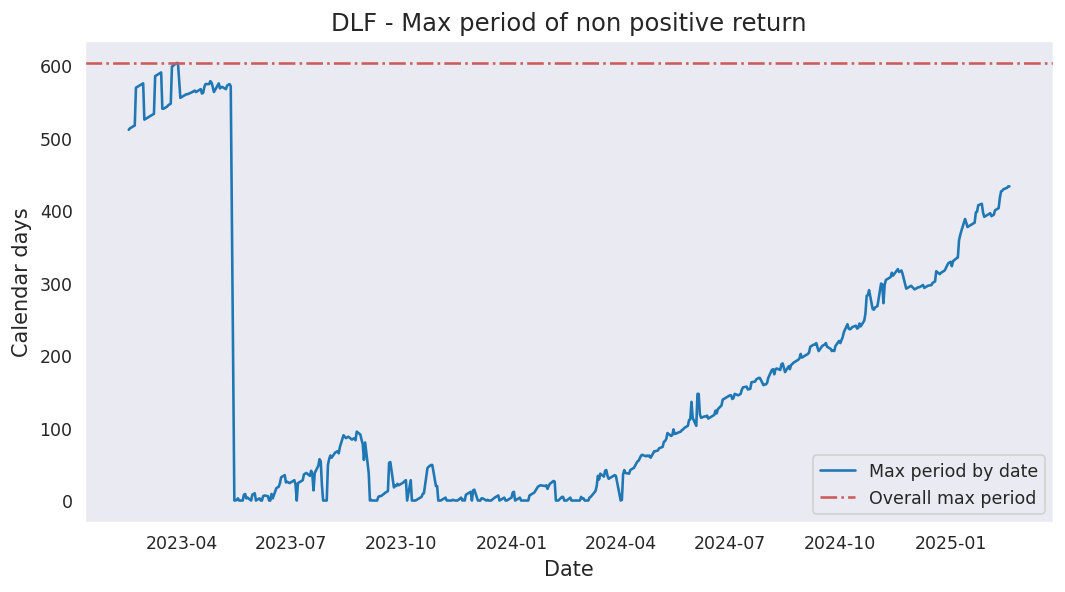 DLF - Max period of non positive return
600
500
400
300
200
100
0
Calendar days
2023-04 2023-07 2023-10 2024-01 2024-04 2024-07 2024-10 2025-01
Date
Max period by date
Overall max period